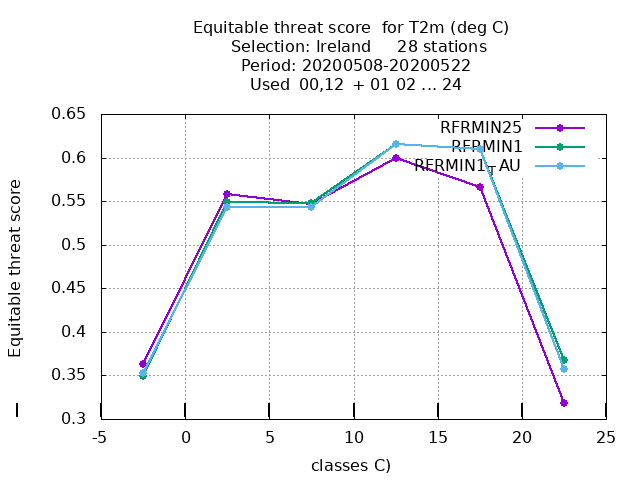 Equitable threat score for T2m (deg C)
Selection: Ireland 28 stations
Period: 20200508-20200522
Used 00,12 + 01 02 ... 24
RFRMIN25
RFRMIN1
RFRMIN1_TAU
0.65
0.6
0.55
0.5
0.45
0.4
0.35
0.3
Equitable threat score
-5 0 5 10 15 20 25
classes C)